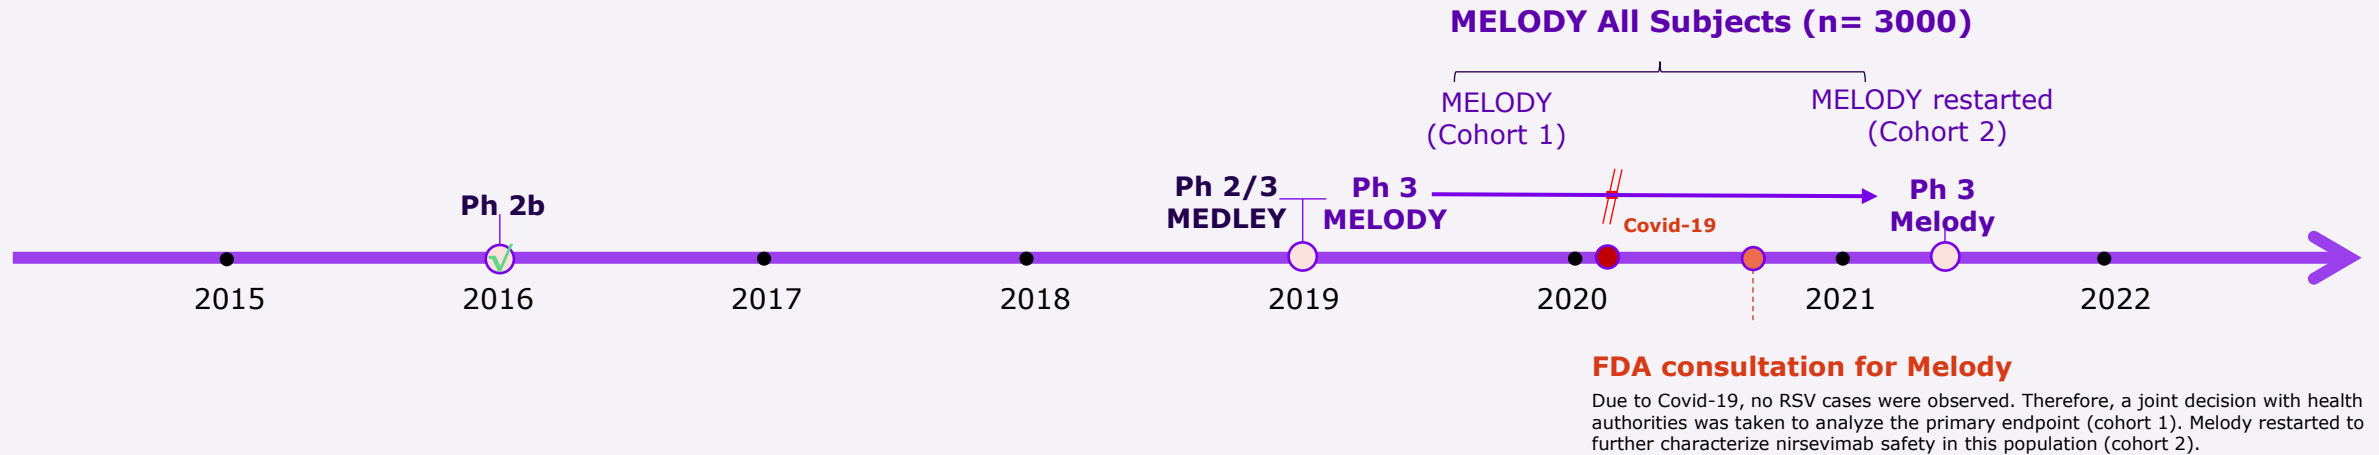 MELODY All Subjects (n= 3000)
MELODY
(Cohort 1)
MELODY restarted
(Cohort 2)
Ph 2b
Ph 2/3
MEDLEY
Ph 3
MELODY
Covid-19
Ph 3
Melody
√
2015
2016
2017
2018
2019
2020
2021
2022
FDA consultation for Melody
Due to Covid-19, no RSV cases were observed. Therefore, a joint decision with health
authorities was taken to analyze the primary endpoint (cohort 1). Melody restarted to
further characterize nirsevimab safety in this population (cohort 2).